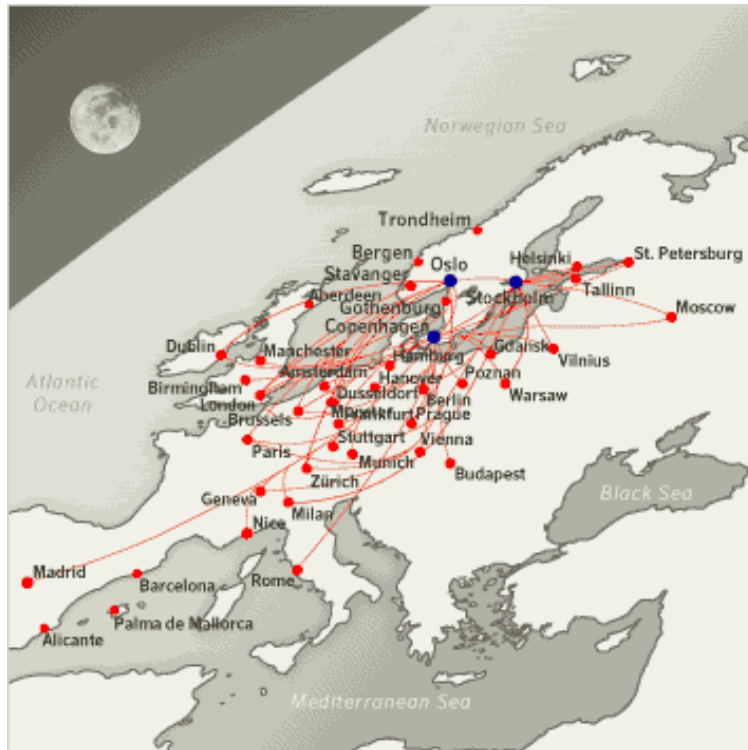 Norwegian Sea
Trondheim
Bergen
Oslo
Helsinki
St. Petersburg
Stavanger
Tallinn
Aberdeen
Stockholm
Gothenburg
Moscow
Copenhagen
Dublin
Manchester
Hamburg
Gdańsk
Vilnius
Amsterdam
Poznan
Atlantic
Ocean
Birmingham
Hanover
Warsaw
London
Dusseldorf
Berlin
Brussels
Münster
Frankfurt
Prague
Paris
Stuttgart
Vienna
Munich
Budapest
Zürich
Geneva
Milan
Black Sea
Nice
Madrid
Barcelona
Rome
Alicante
Palma de Mallorca
Mediterranean Sea